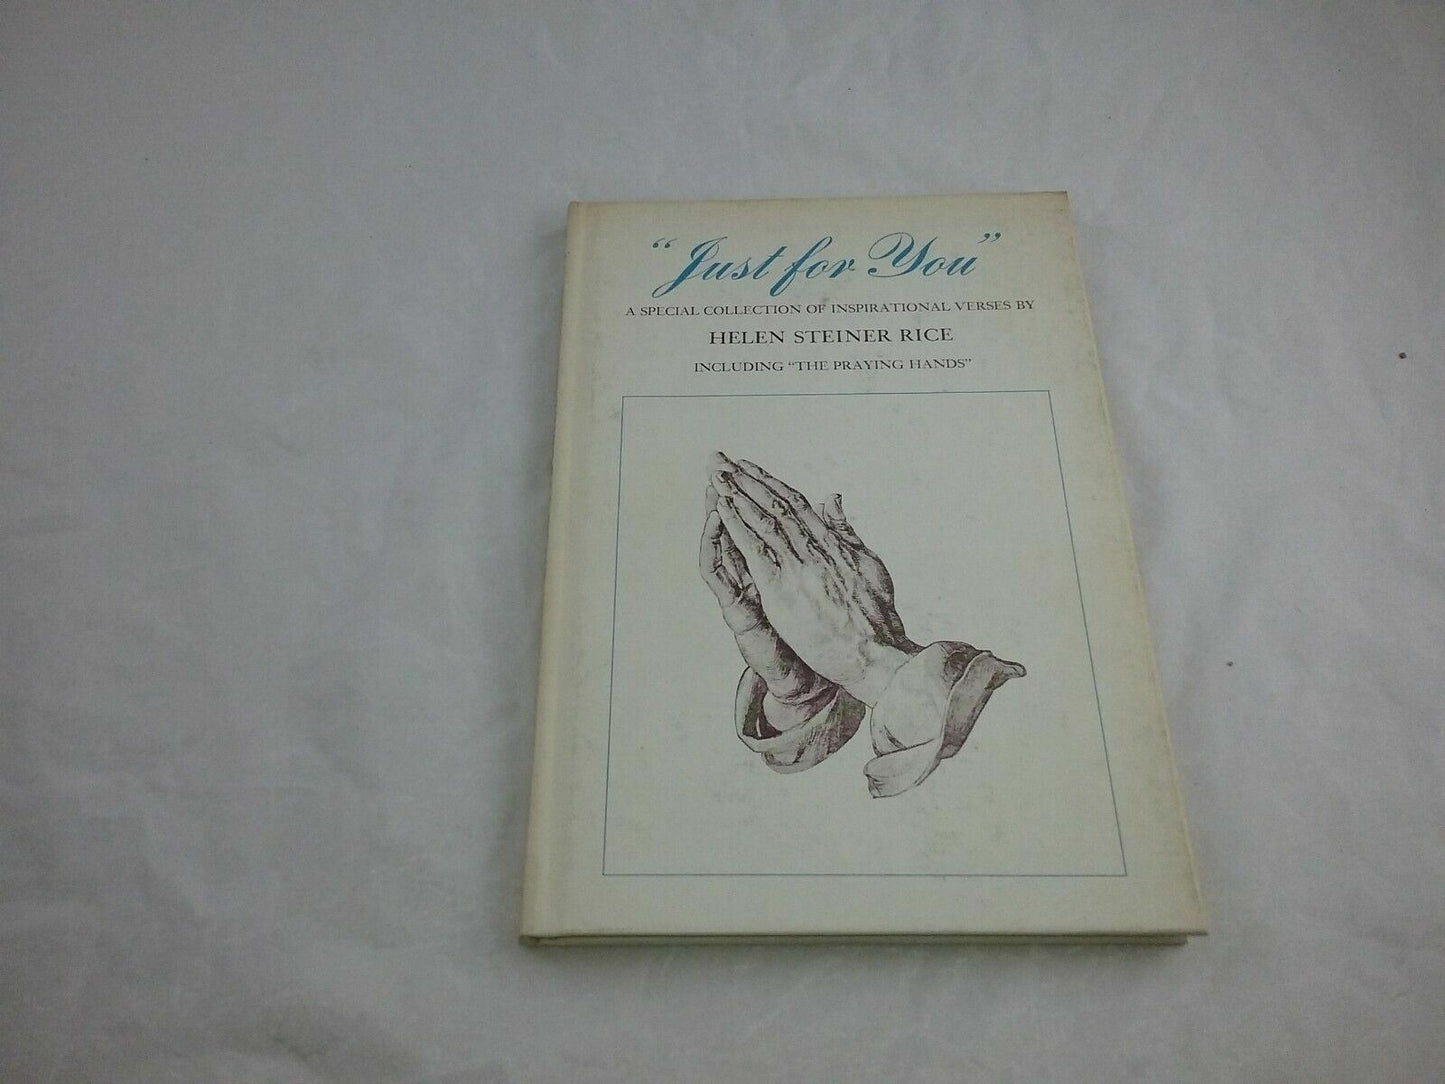 “Just for You”
A SPECIAL COLLECTION OF INSPIRATIONAL VERSES BY
HELEN STEINER RICE
INCLUDING “THE PRAYING HANDS”